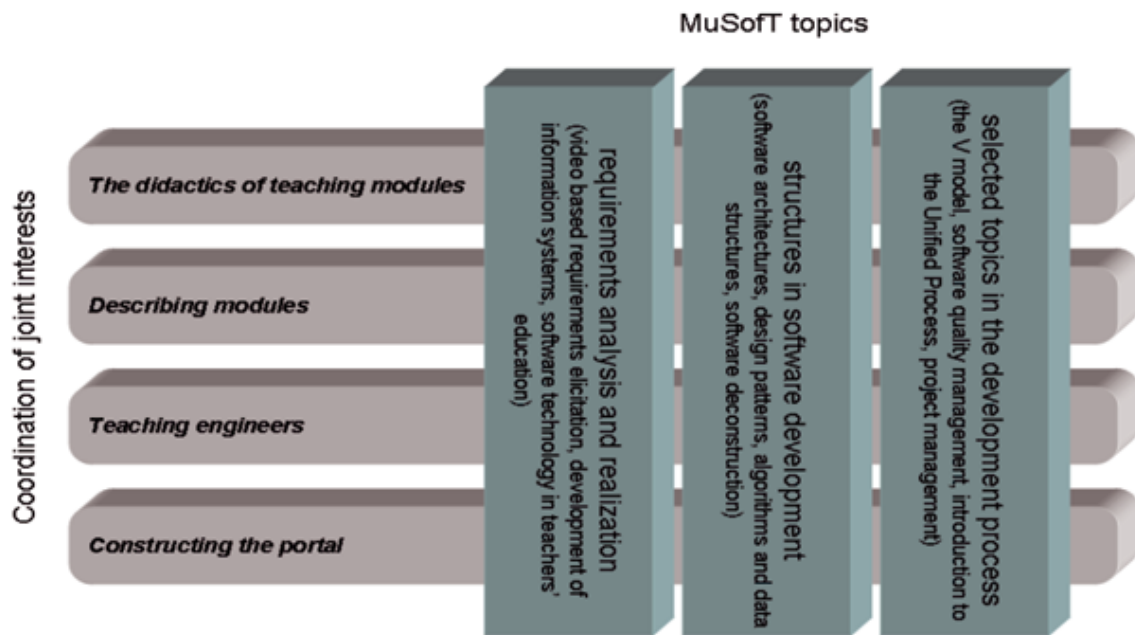 MuSofT topics
Coordination of joint interests
The didactics of teaching modules
Describing modules
Teaching engineers
Constructing the portal
requirements analysis and realization
(video based requirements elicitation, development of
information systems, software technology in teachers'
education)
structures in software development
(software architectures, design patterns, algorithms and data
structures, software deconstruction)
selected topics in the development process
(the V model, software quality management, introduction to
the Unified Process, project management)